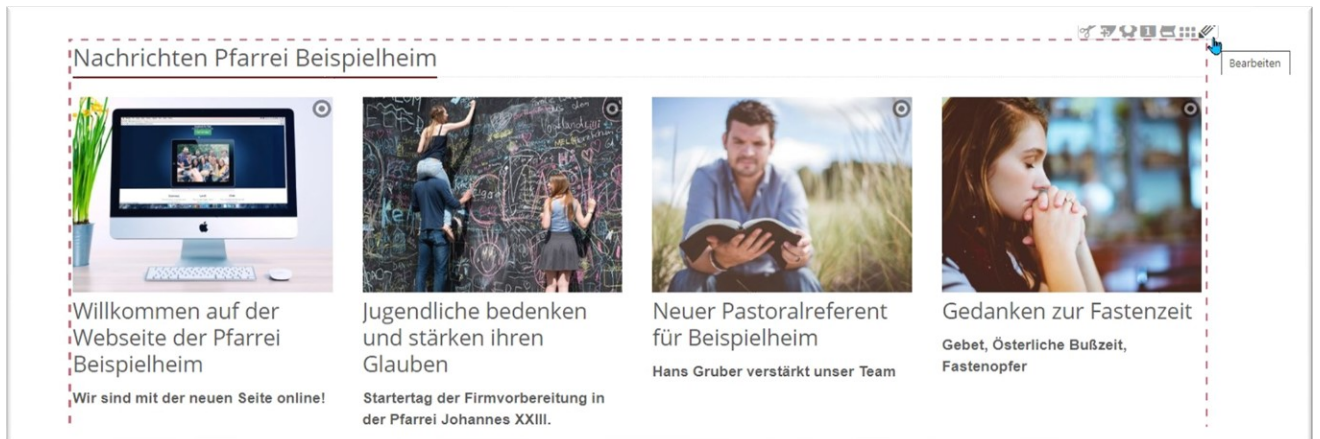 Nachrichten Pfarrei Beispielheim
Bearbeiten
Willkommen auf der
Webseite der Pfarrei
Beispielheim
Wir sind mit der neuen Seite online!
Jugendliche bedenken
und stärken ihren
Glauben
Startertag der Firmvorbereitung in
der Pfarrei Johannes XXIII.
Neuer Pastoralreferent
für Beispielheim
Hans Gruber verstärkt unser Team
Gedanken zur Fastenzeit
Gebet, Österliche Bußzeit,
Fastenopfer